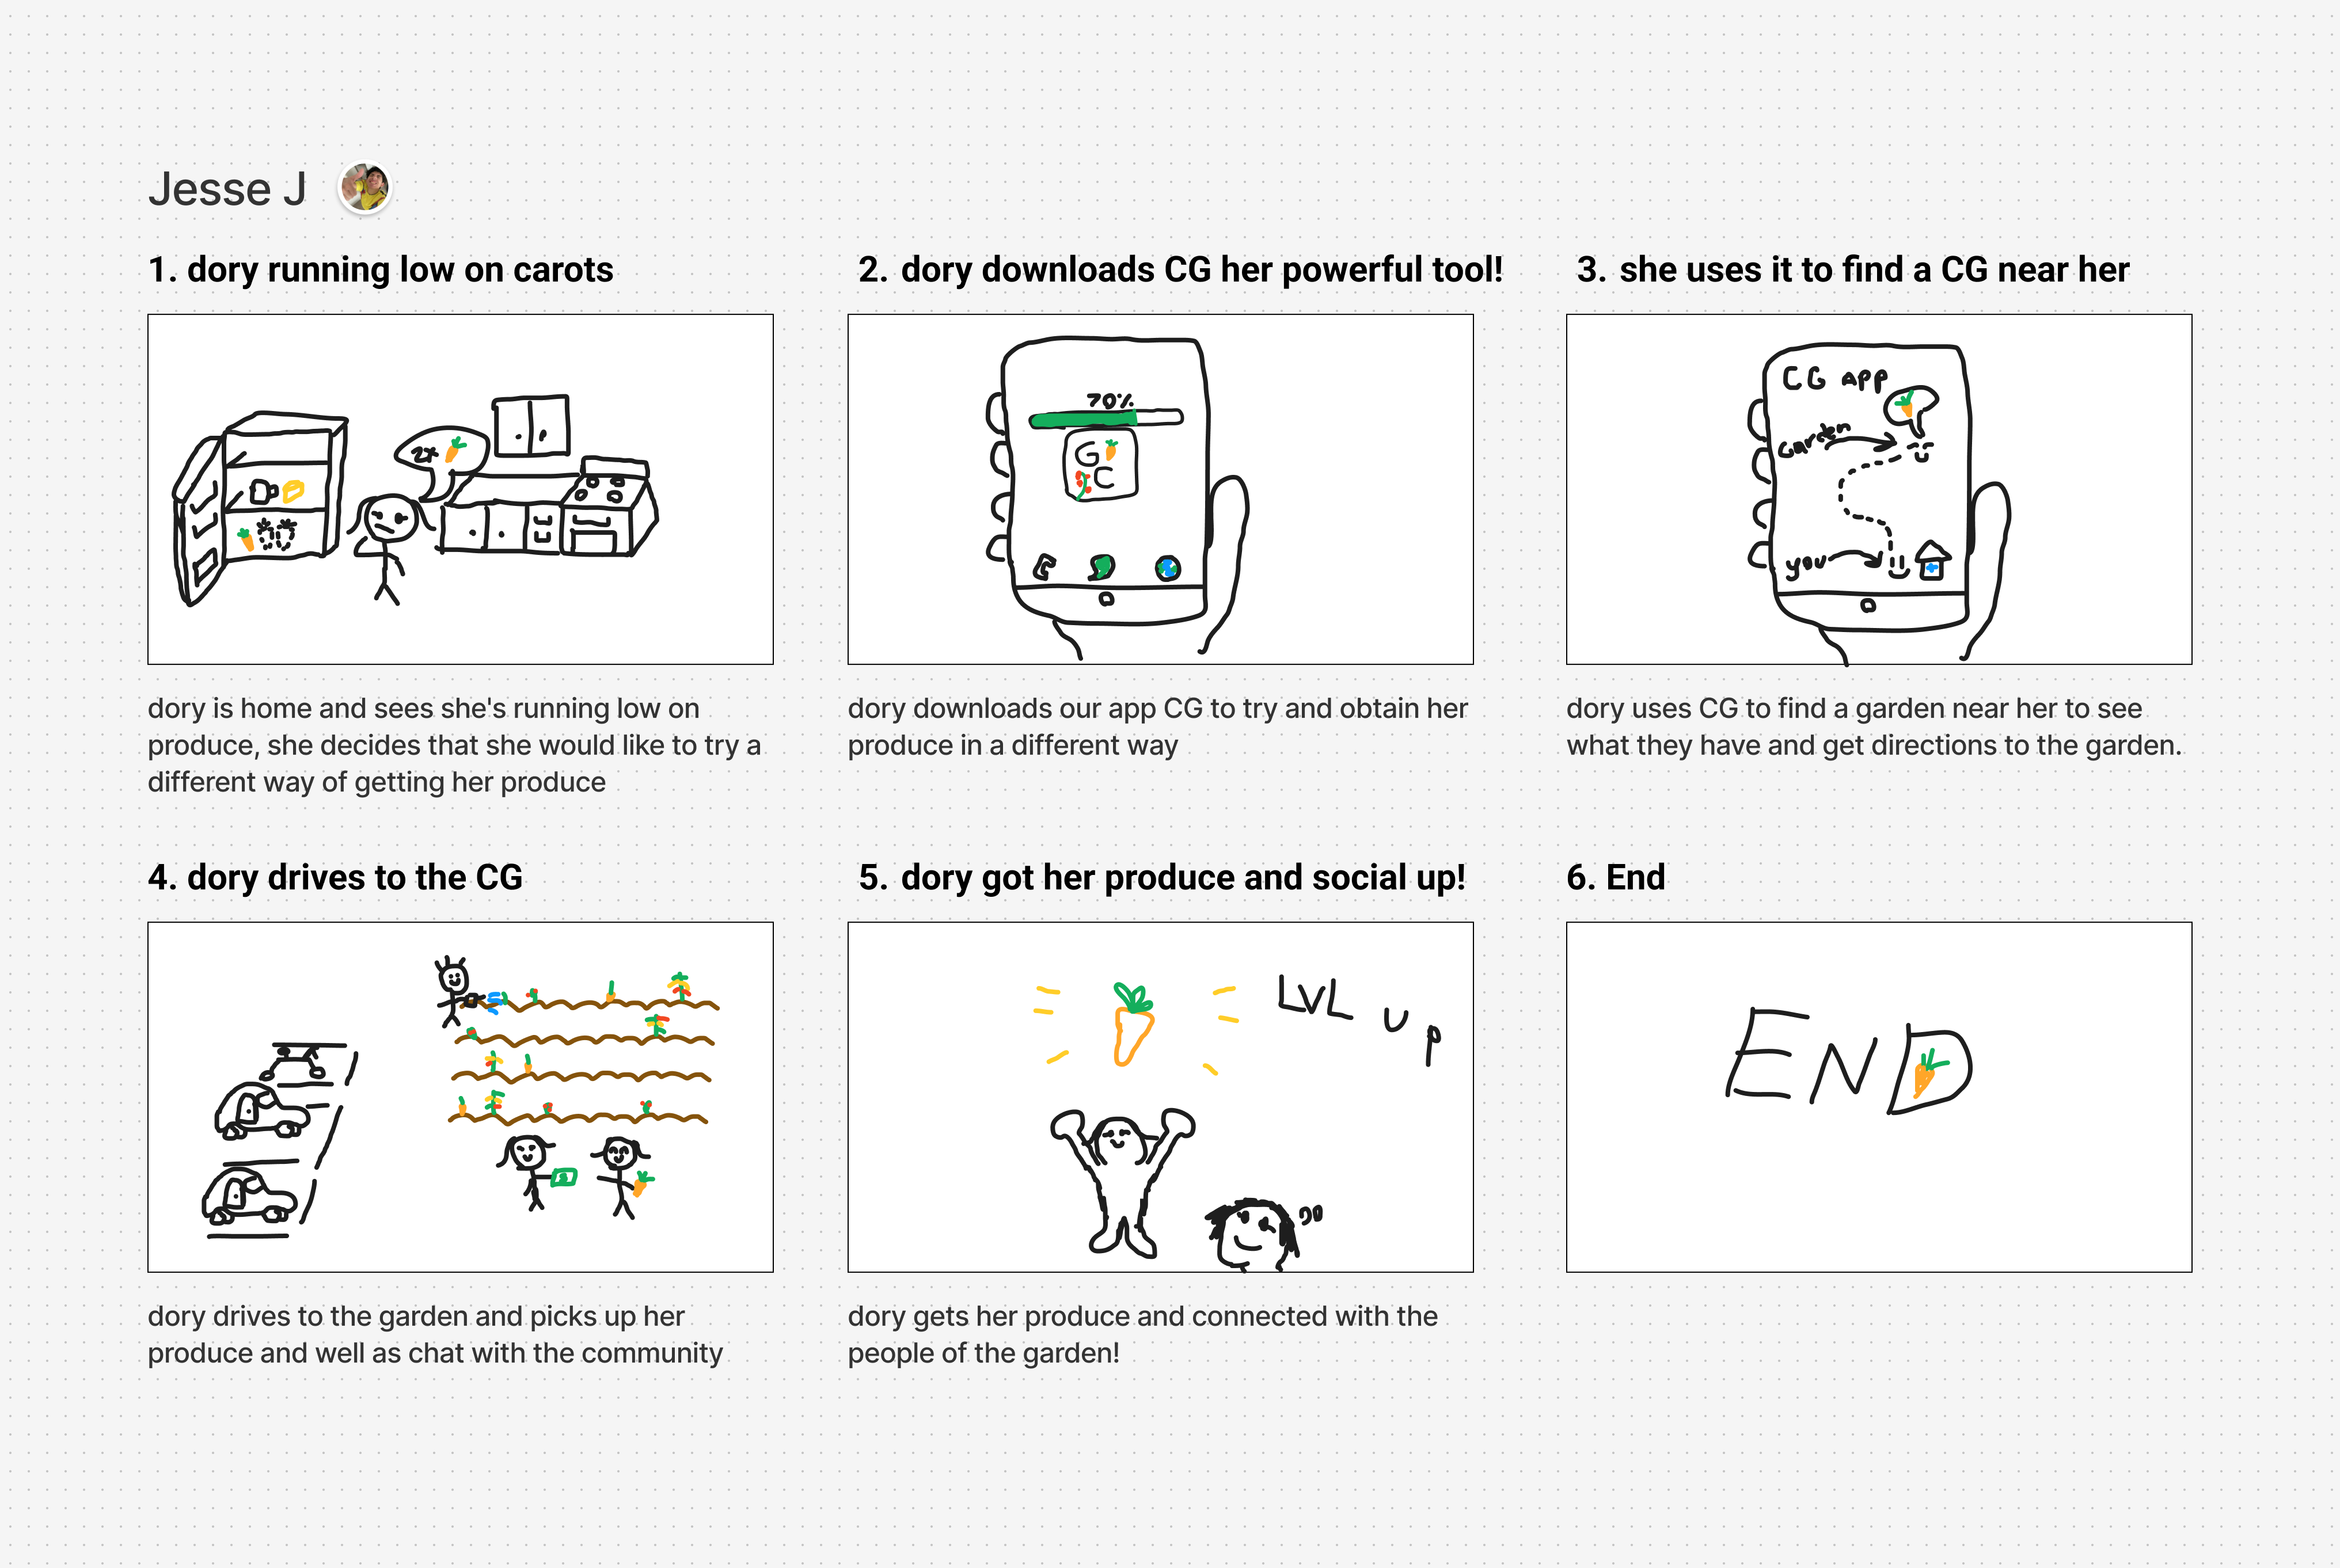 Jesse J
1. dory running low on carots
2. dory downloads CG her powerful tool!
3. she uses it to find a CG near her
2x
70%
G
C
CG APP
Garden
you
dory is home and sees she's running low on
produce, she decides that she would like to try a
different way of getting her produce
dory downloads our app CG to try and obtain her
produce in a different way
dory uses CG to find a garden near her to see
what they have and get directions to the garden.
4. dory drives to the CG
5. dory got her produce and social up!
6. End
LVL up
END
dory drives to the garden and picks up her
produce and well as chat with the community
dory gets her produce and connected with the
people of the garden!